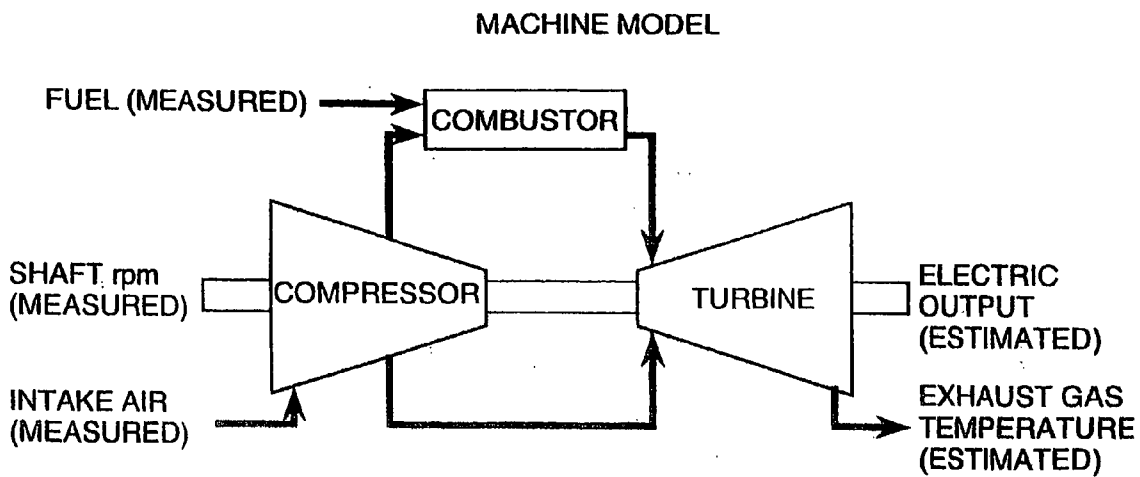 MACHINE MODEL
FUEL (MEASURED)
COMBUSTOR
SHAFT rpm
(MEASURED)
COMPRESSOR
TURBINE
ELECTRIC
OUTPUT
(ESTIMATED)
INTAKE AIR
(MEASURED)
EXHAUST GAS
TEMPERATURE
(ESTIMATED)